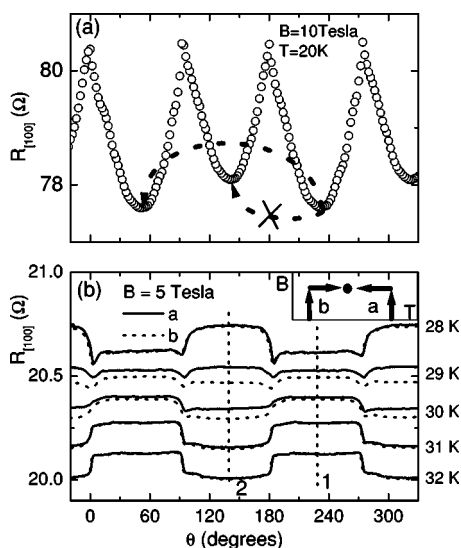 (a)
B=10Tesla
T=20K
80
78
R[100] (Ω)
(b)
B = 5 Tesla
a
b
B
b
a
T
21.0
20.5
20.0
R[100] (Ω)
28 K
29 K
30 K
31 K
32 K
2
1
0 60 120 180 240 300
θ (degrees)